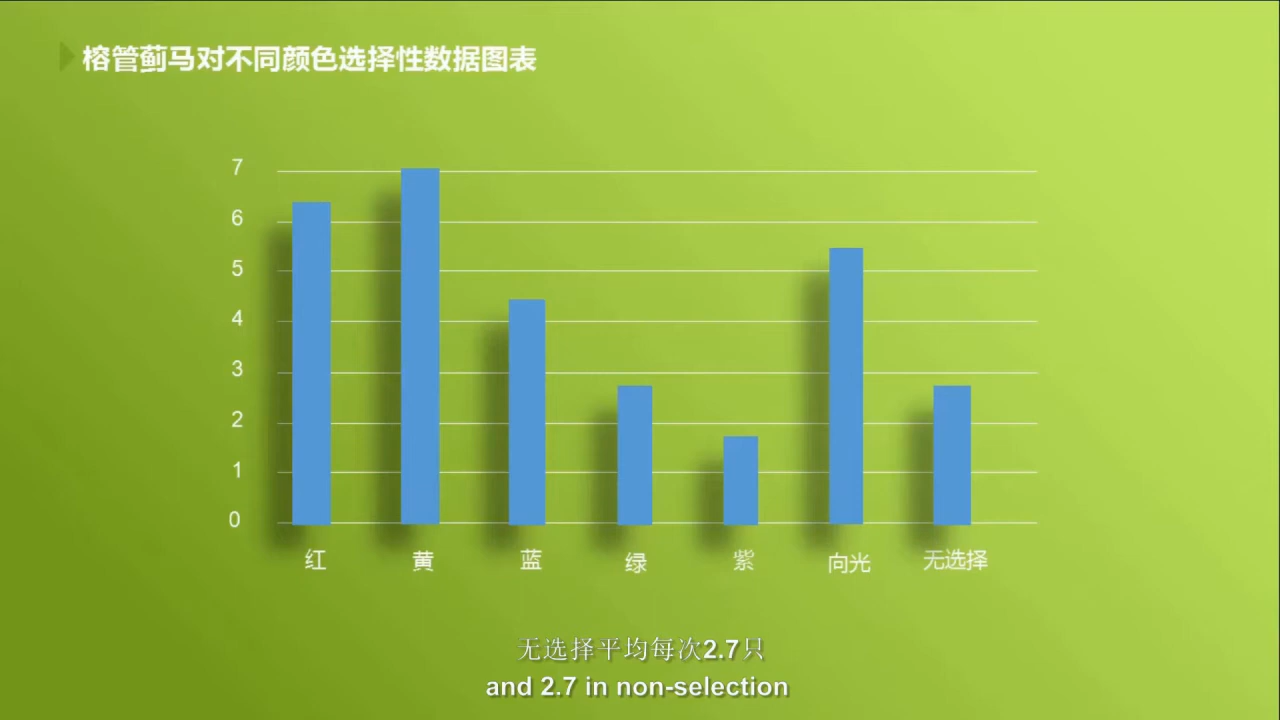 榕管蓟马对不同颜色选择性数据图表
7
6
5
4
3
2
1
0
红 黄 蓝 绿 紫 向光 无选择
无选择平均每次2.7只
and 2.7 in non-selection